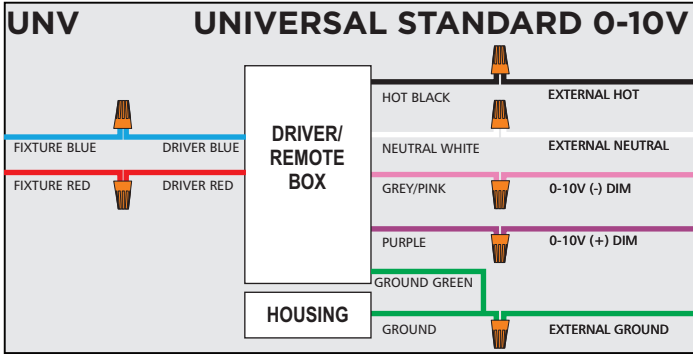 UNV UNIVERSAL STANDARD 0-10V
HOT BLACK EXTERNAL HOT
FIXTURE BLUE DRIVER BLUE
DRIVER/
REMOTE
BOX
NEUTRAL WHITE EXTERNAL NEUTRAL
FIXTURE RED DRIVER RED
GREY/PINK 0-10V (-) DIM
PURPLE 0-10V (+) DIM
GROUND GREEN
HOUSING
GROUND EXTERNAL GROUND